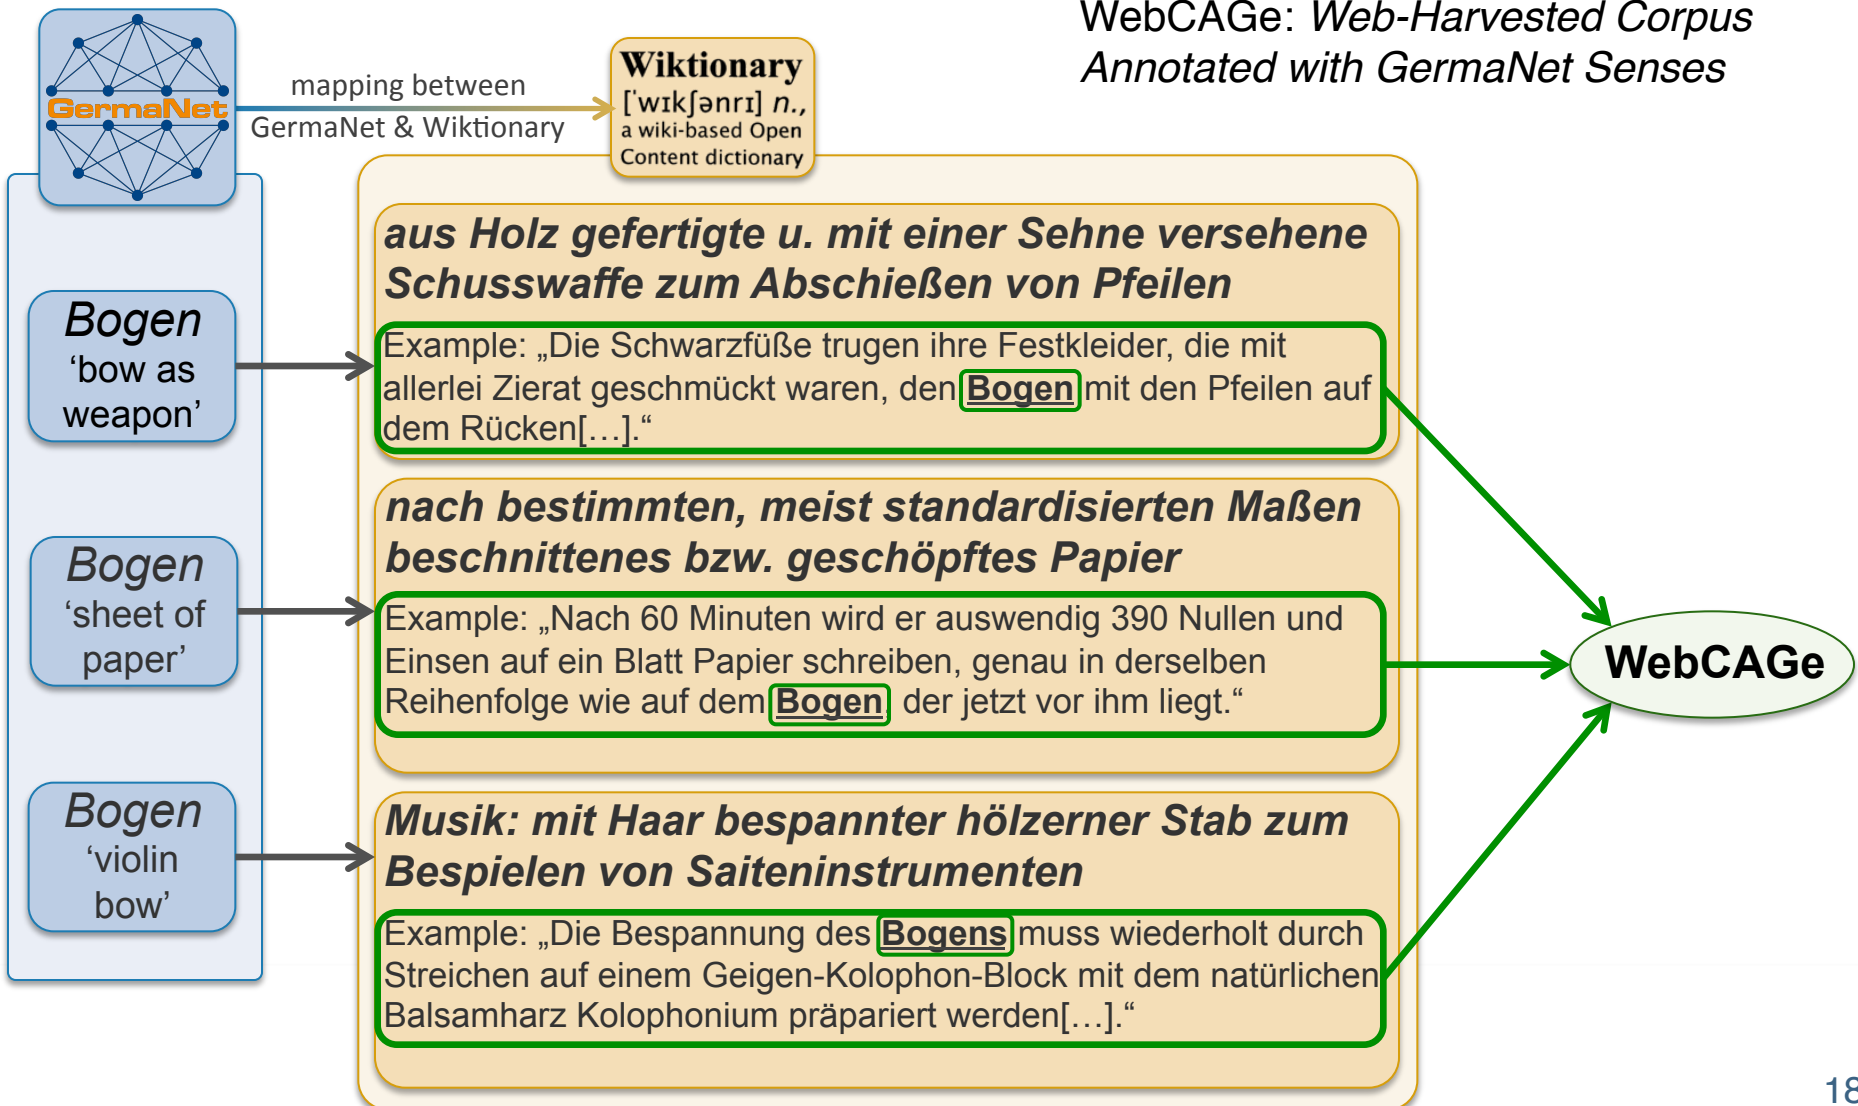 WebCAGe: Web-Harvested Corpus
Annotated with GermaNet Senses
GermaNet
mapping between
GermaNet & Wiktionary
Wiktionary
['wɪkʃənrɪ] n.,
a wiki-based Open
Content dictionary
Bogen
‘bow as
weapon’
aus Holz gefertigte u. mit einer Sehne versehene
Schusswaffe zum Abschießen von Pfeilen
Example: „Die Schwarzfüße trugen ihre Festkleider, die mit
allerlei Zierat geschmückt waren, den Bogen mit den Pfeilen auf
dem Rücken[…].“
Bogen
‘sheet of
paper’
nach bestimmten, meist standardisierten Maßen
beschnittenes bzw. geschöpftes Papier
Example: „Nach 60 Minuten wird er auswendig 390 Nullen und
Einsen auf ein Blatt Papier schreiben, genau in derselben
Reihenfolge wie auf dem Bogen, der jetzt vor ihm liegt.“
Bogen
‘violin
bow’
Musik: mit Haar bespannter hölzerner Stab zum
Bespielen von Saiteninstrumenten
Example: „Die Bespannung des Bogens muss wiederholt durch
Streichen auf einem Geigen-Kolophon-Block mit dem natürlichen
Balsamharz Kolophonium präpariert werden[…].“
WebCAGe
18